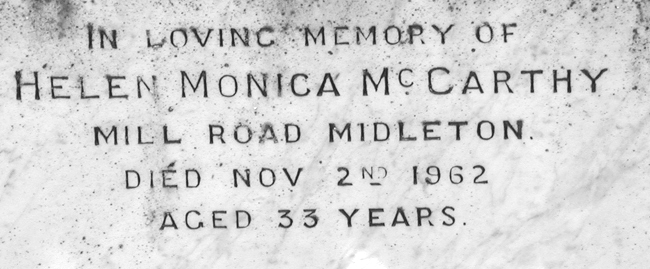 IN LOVING MEMORY OF
HELEN MONICA McCARTHY
MILL ROAD MIDLETON.
DIED NOV 2ND 1962
AGED 33 YEARS.